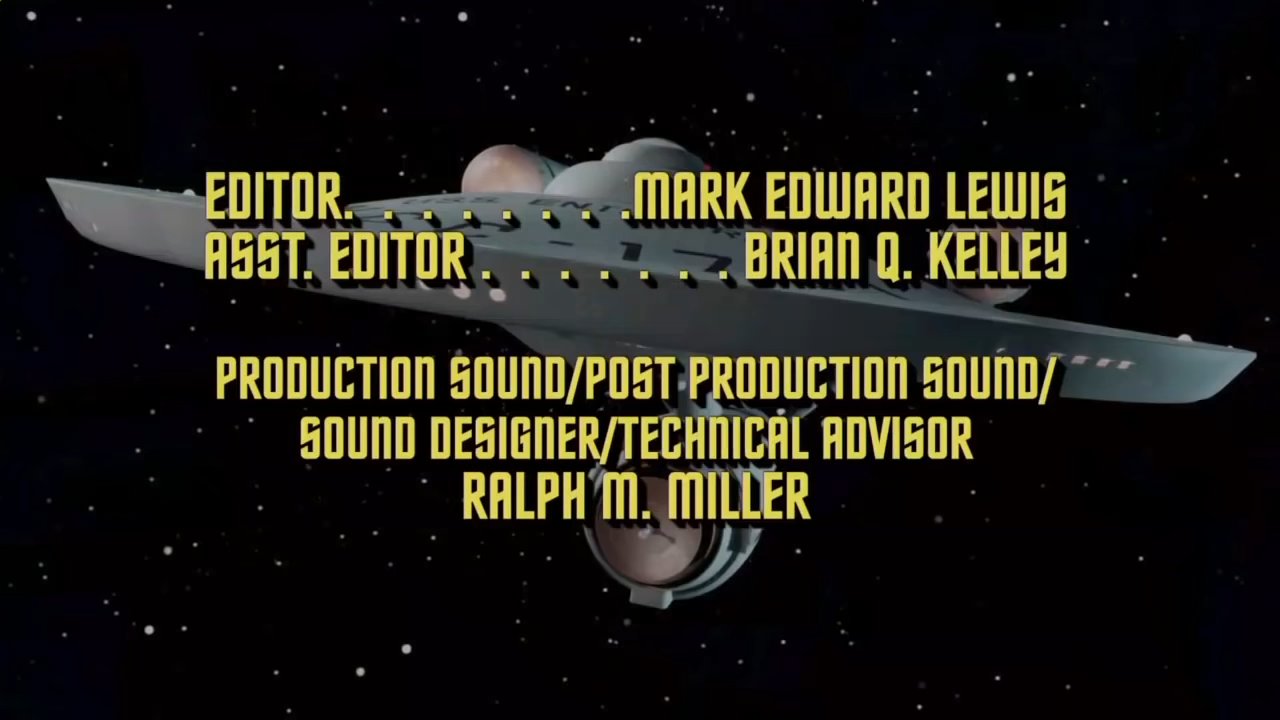 EDITOR. . . . . . . .MARK EDWARD LEWIS
ASST. EDITOR . . . . . . . BRIAN Q. KELLEY
PRODUCTION SOUND/POST PRODUCTION SOUND/
SOUND DESIGNER/TECHNICAL ADVISOR
RALPH M. MILLER